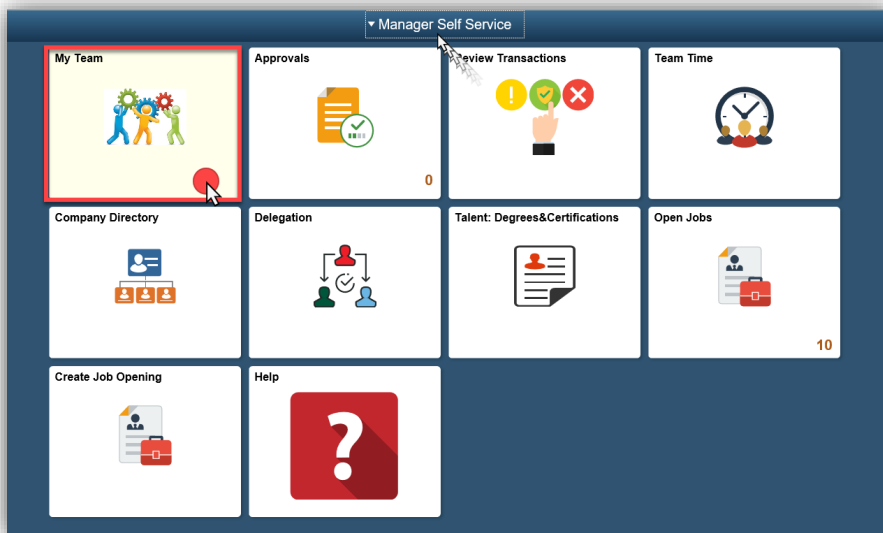 Manager Self Service
My Team
Approvals
Review Transactions
Team Time
0
Company Directory
Delegation
Talent: Degrees&Certifications
Open Jobs
10
Create Job Opening
Help
?